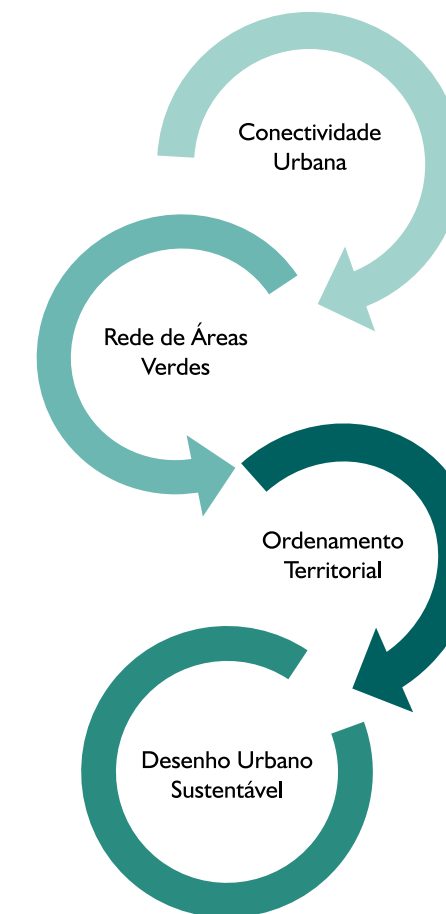 Conectividade
Urbana
Rede de Áreas
Verdes
Ordenamento
Territorial
Desenho Urbano
Sustentável